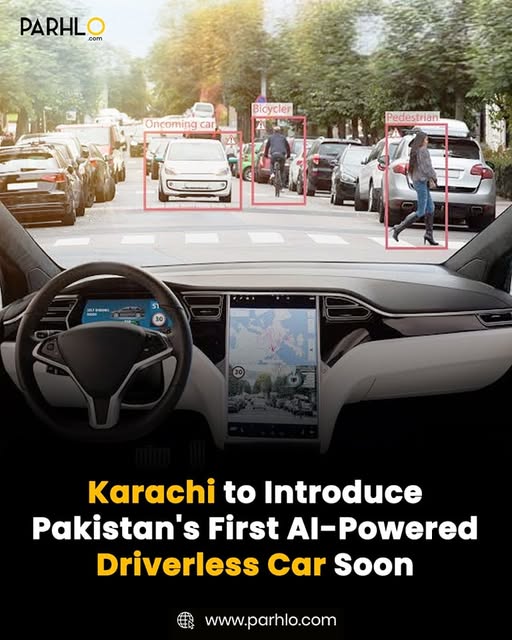 PARHLO
.com
Bicycler
Oncoming car
Pedestrian
30
30
Karachi to Introduce
Pakistan's First AI-Powered
Driverless Car Soon
www.parhlo.com